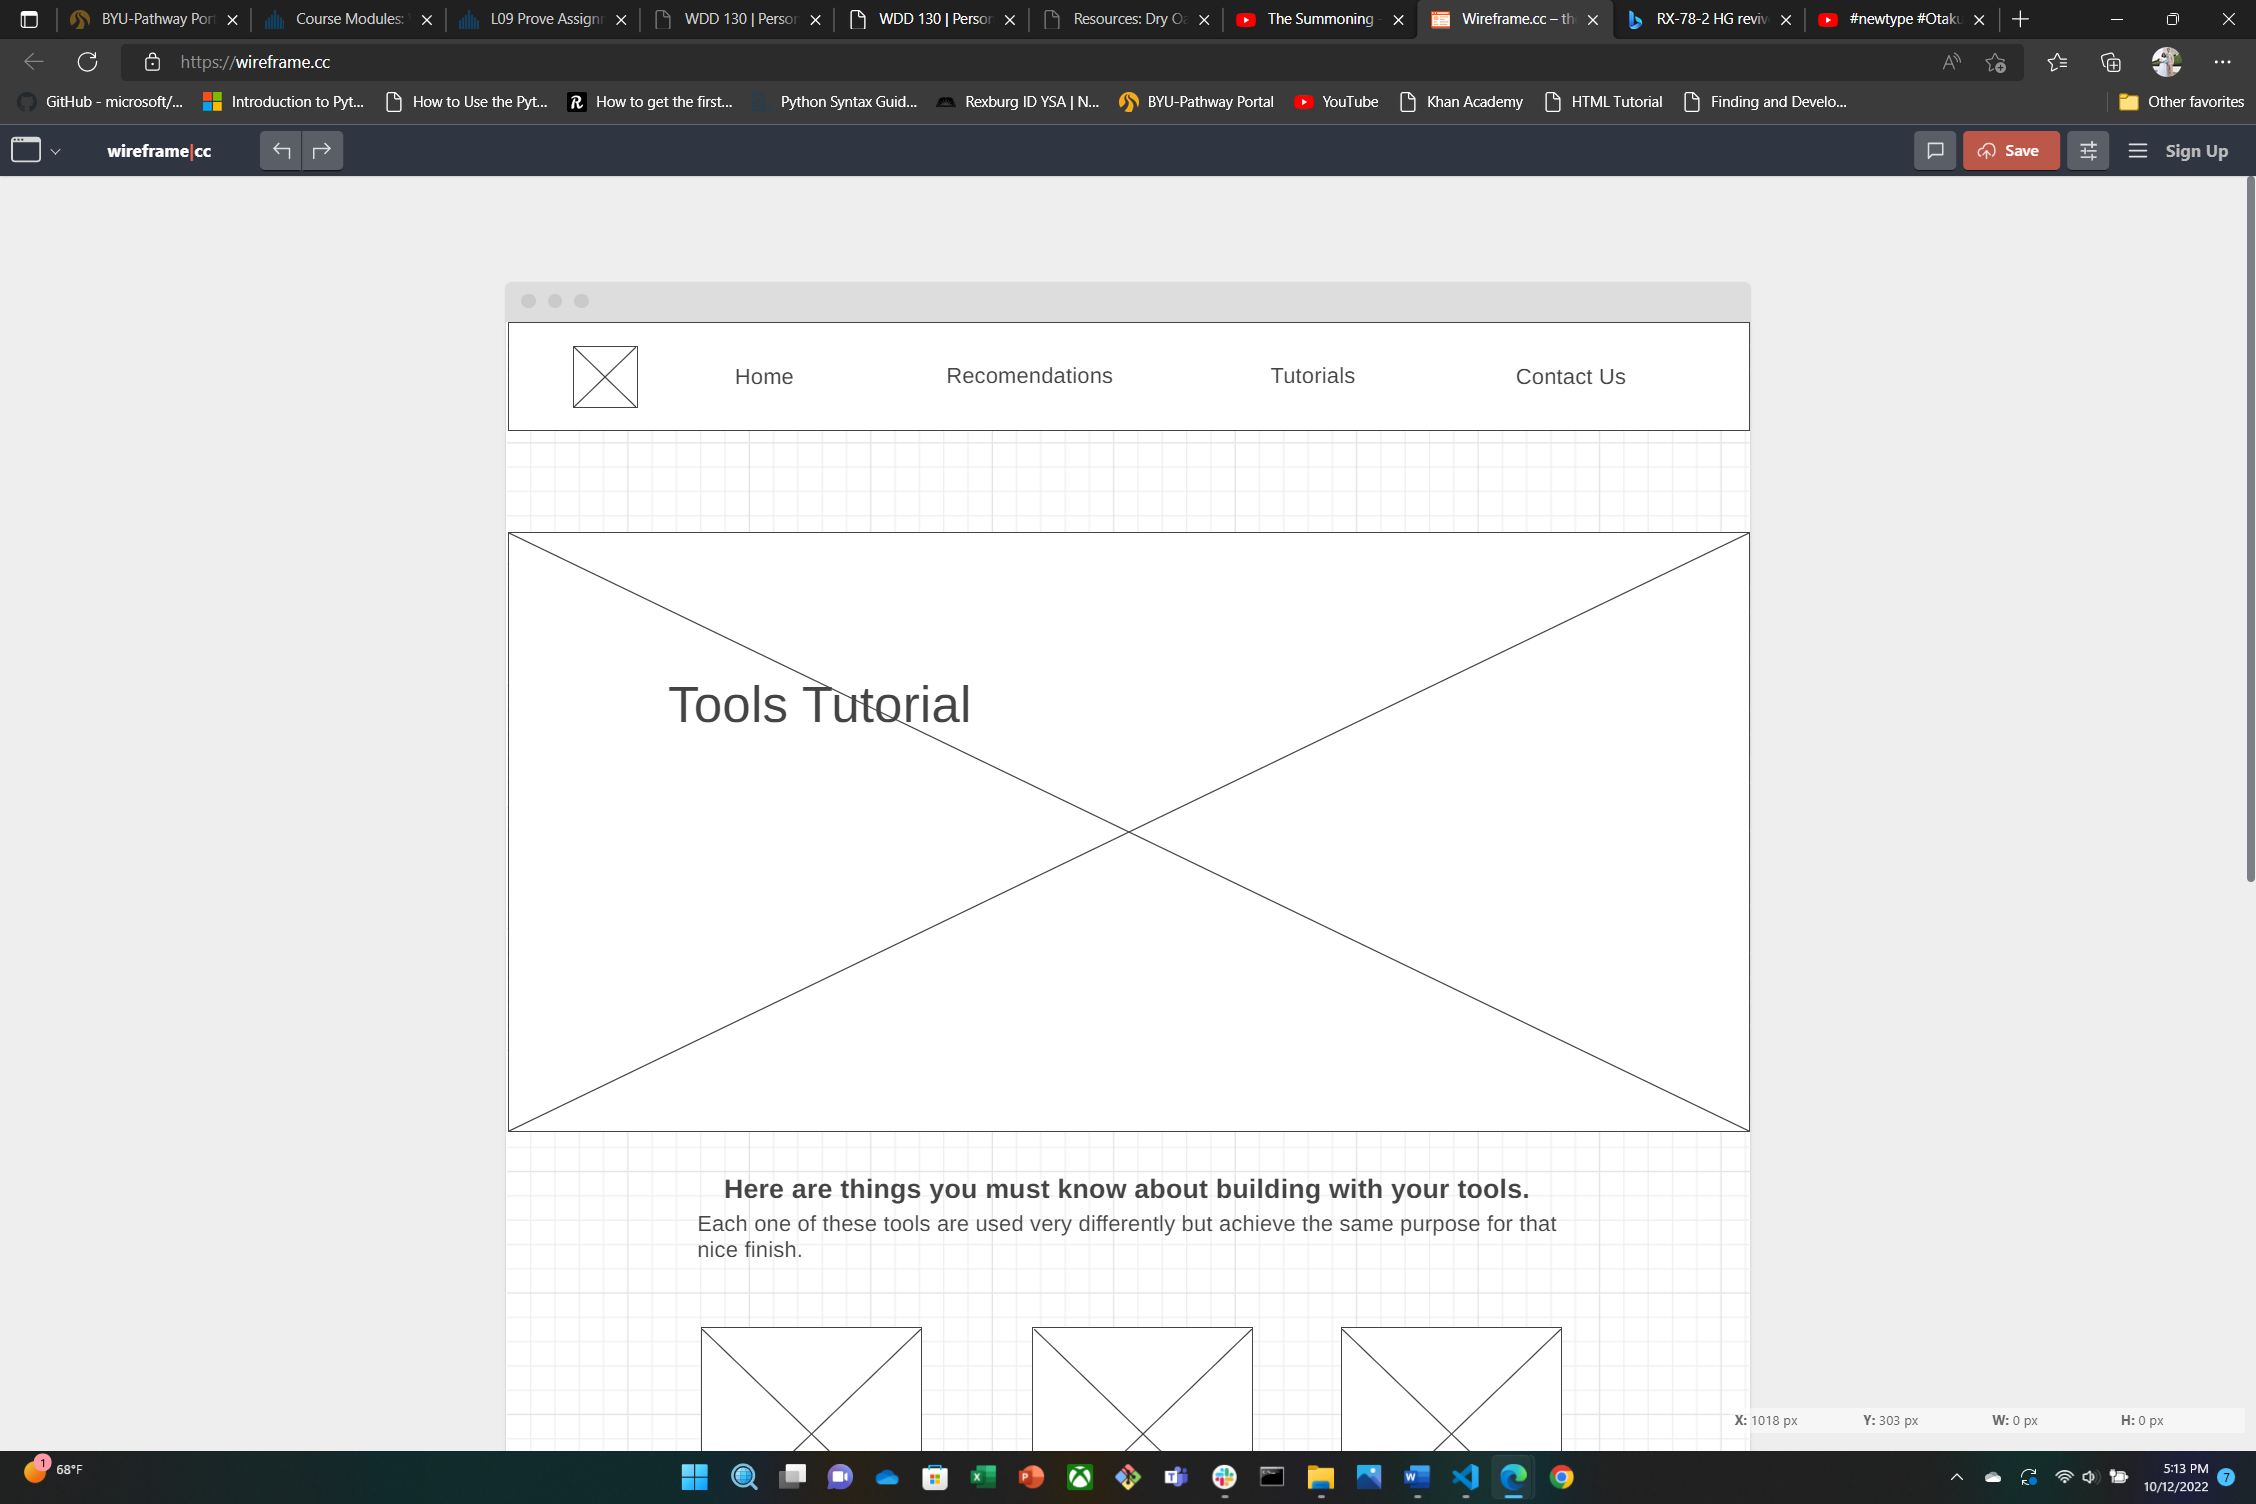 BYU-Pathway Por
Course Modules:
L09 Prove Assignr
WDD 130 | Person
WDD 130 | Person
Resources: Dry Oa
The Summoning -
Wireframe.cc – th
RX-78-2 HG reviv
#newtype #Otaku
https://wireframe.cc
GitHub - microsoft/...
Introduction to Pyt...
How to Use the Pyt...
How to get the first...
Python Syntax Guid...
Rexburg ID YSA | N...
BYU-Pathway Portal
YouTube
Khan Academy
HTML Tutorial
Finding and Develo...
Other favorites
wireframe|cc
Save
Sign Up
Home
Recomendations
Tutorials
Contact Us
Tools Tutorial
Here are things you must know about building with your tools.
Each one of these tools are used very differently but achieve the same purpose for that
nice finish.
X: 1018 px
Y: 303 px
W: 0 px
H: 0 px
1
68°F
5:13 PM
10/12/2022
7